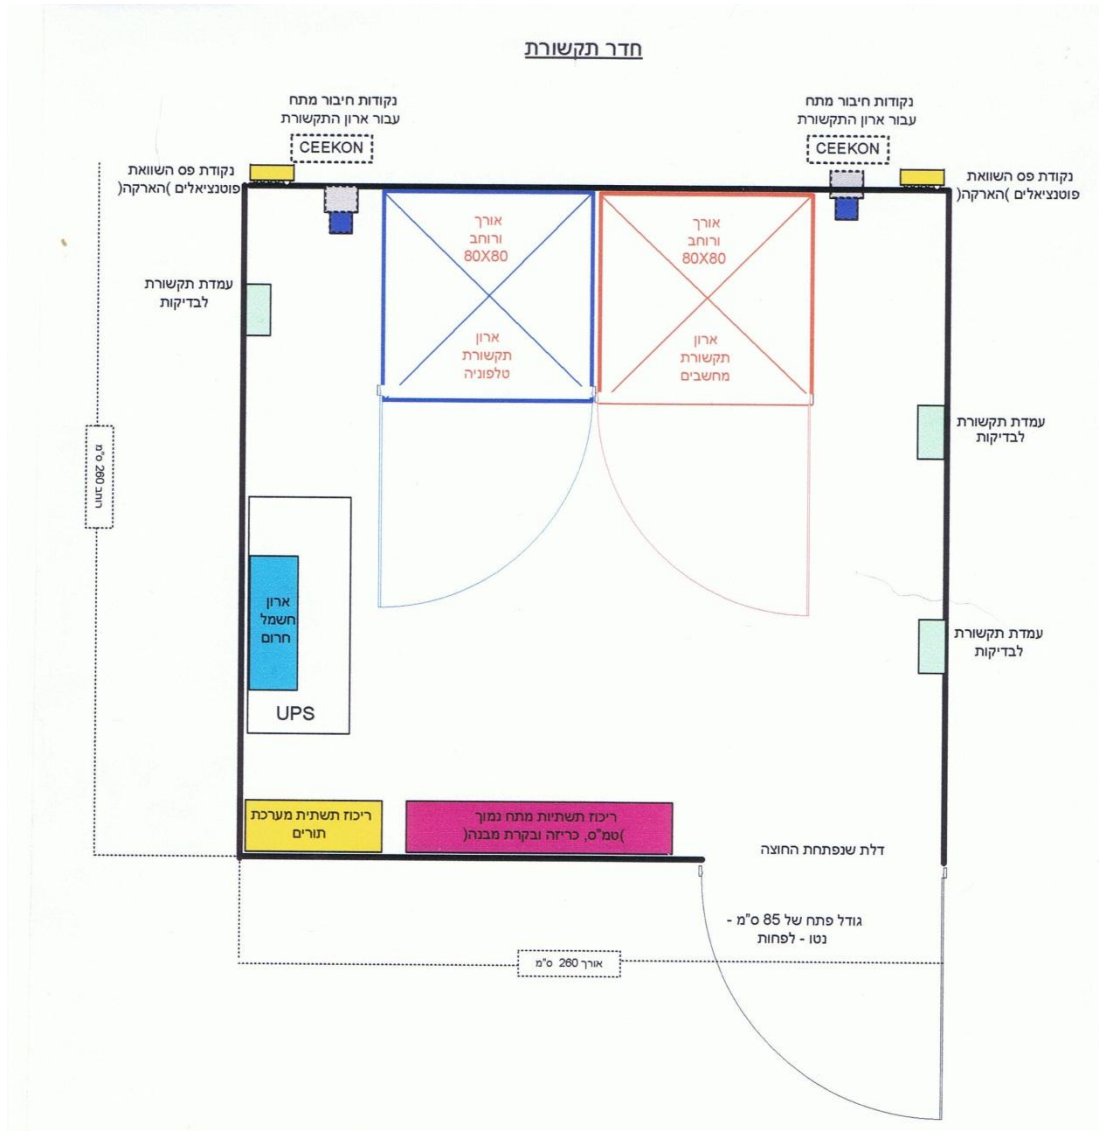 חדר תקשורת
נקודות חיבור מתח
עבור ארון התקשורת
CEEKON
נקודות חיבור מתח
עבור ארון התקשורת
CEEKON
נקודת פס השוואת
פוטנציאלים )הארקה(
נקודת פס השוואת
פוטנציאלים )הארקה(
אורך
ורוחב
80X80
ארון
תקשורת
מחשבים
אורך
ורוחב
80X80
ארון
תקשורת
טלפוניה
עמדת תקשורת
לבדיקות
עמדת תקשורת
לבדיקות
עמדת תקשורת
לבדיקות
רוחב 260 ס"מ
ארון
חשמל
חרום
UPS
ריכוז תשתיות מתח נמוך
)טמ"ס, כריזה ובקרת מבנה(
ריכוז תשתית מערכת
תורים
דלת שנפתחת החוצה
גודל פתח של 85 ס"מ -
נטו - לפחות
אורך 260 ס"מ